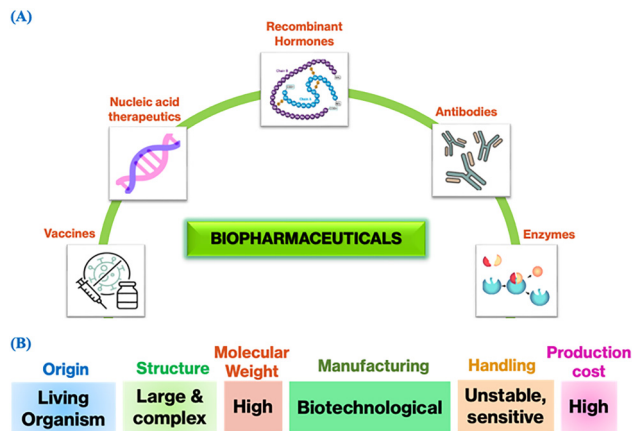 (A)
Recombinant
Hormones
Nucleic acid
therapeutics
Antibodies
Vaccines
BIOPHARMACEUTICALS
Enzymes
(B)
Origin
Structure
Molecular
Weight
Manufacturing
Handling
Production
cost
Living
Organism
Large &
complex
High
Biotechnological
Unstable,
sensitive
High